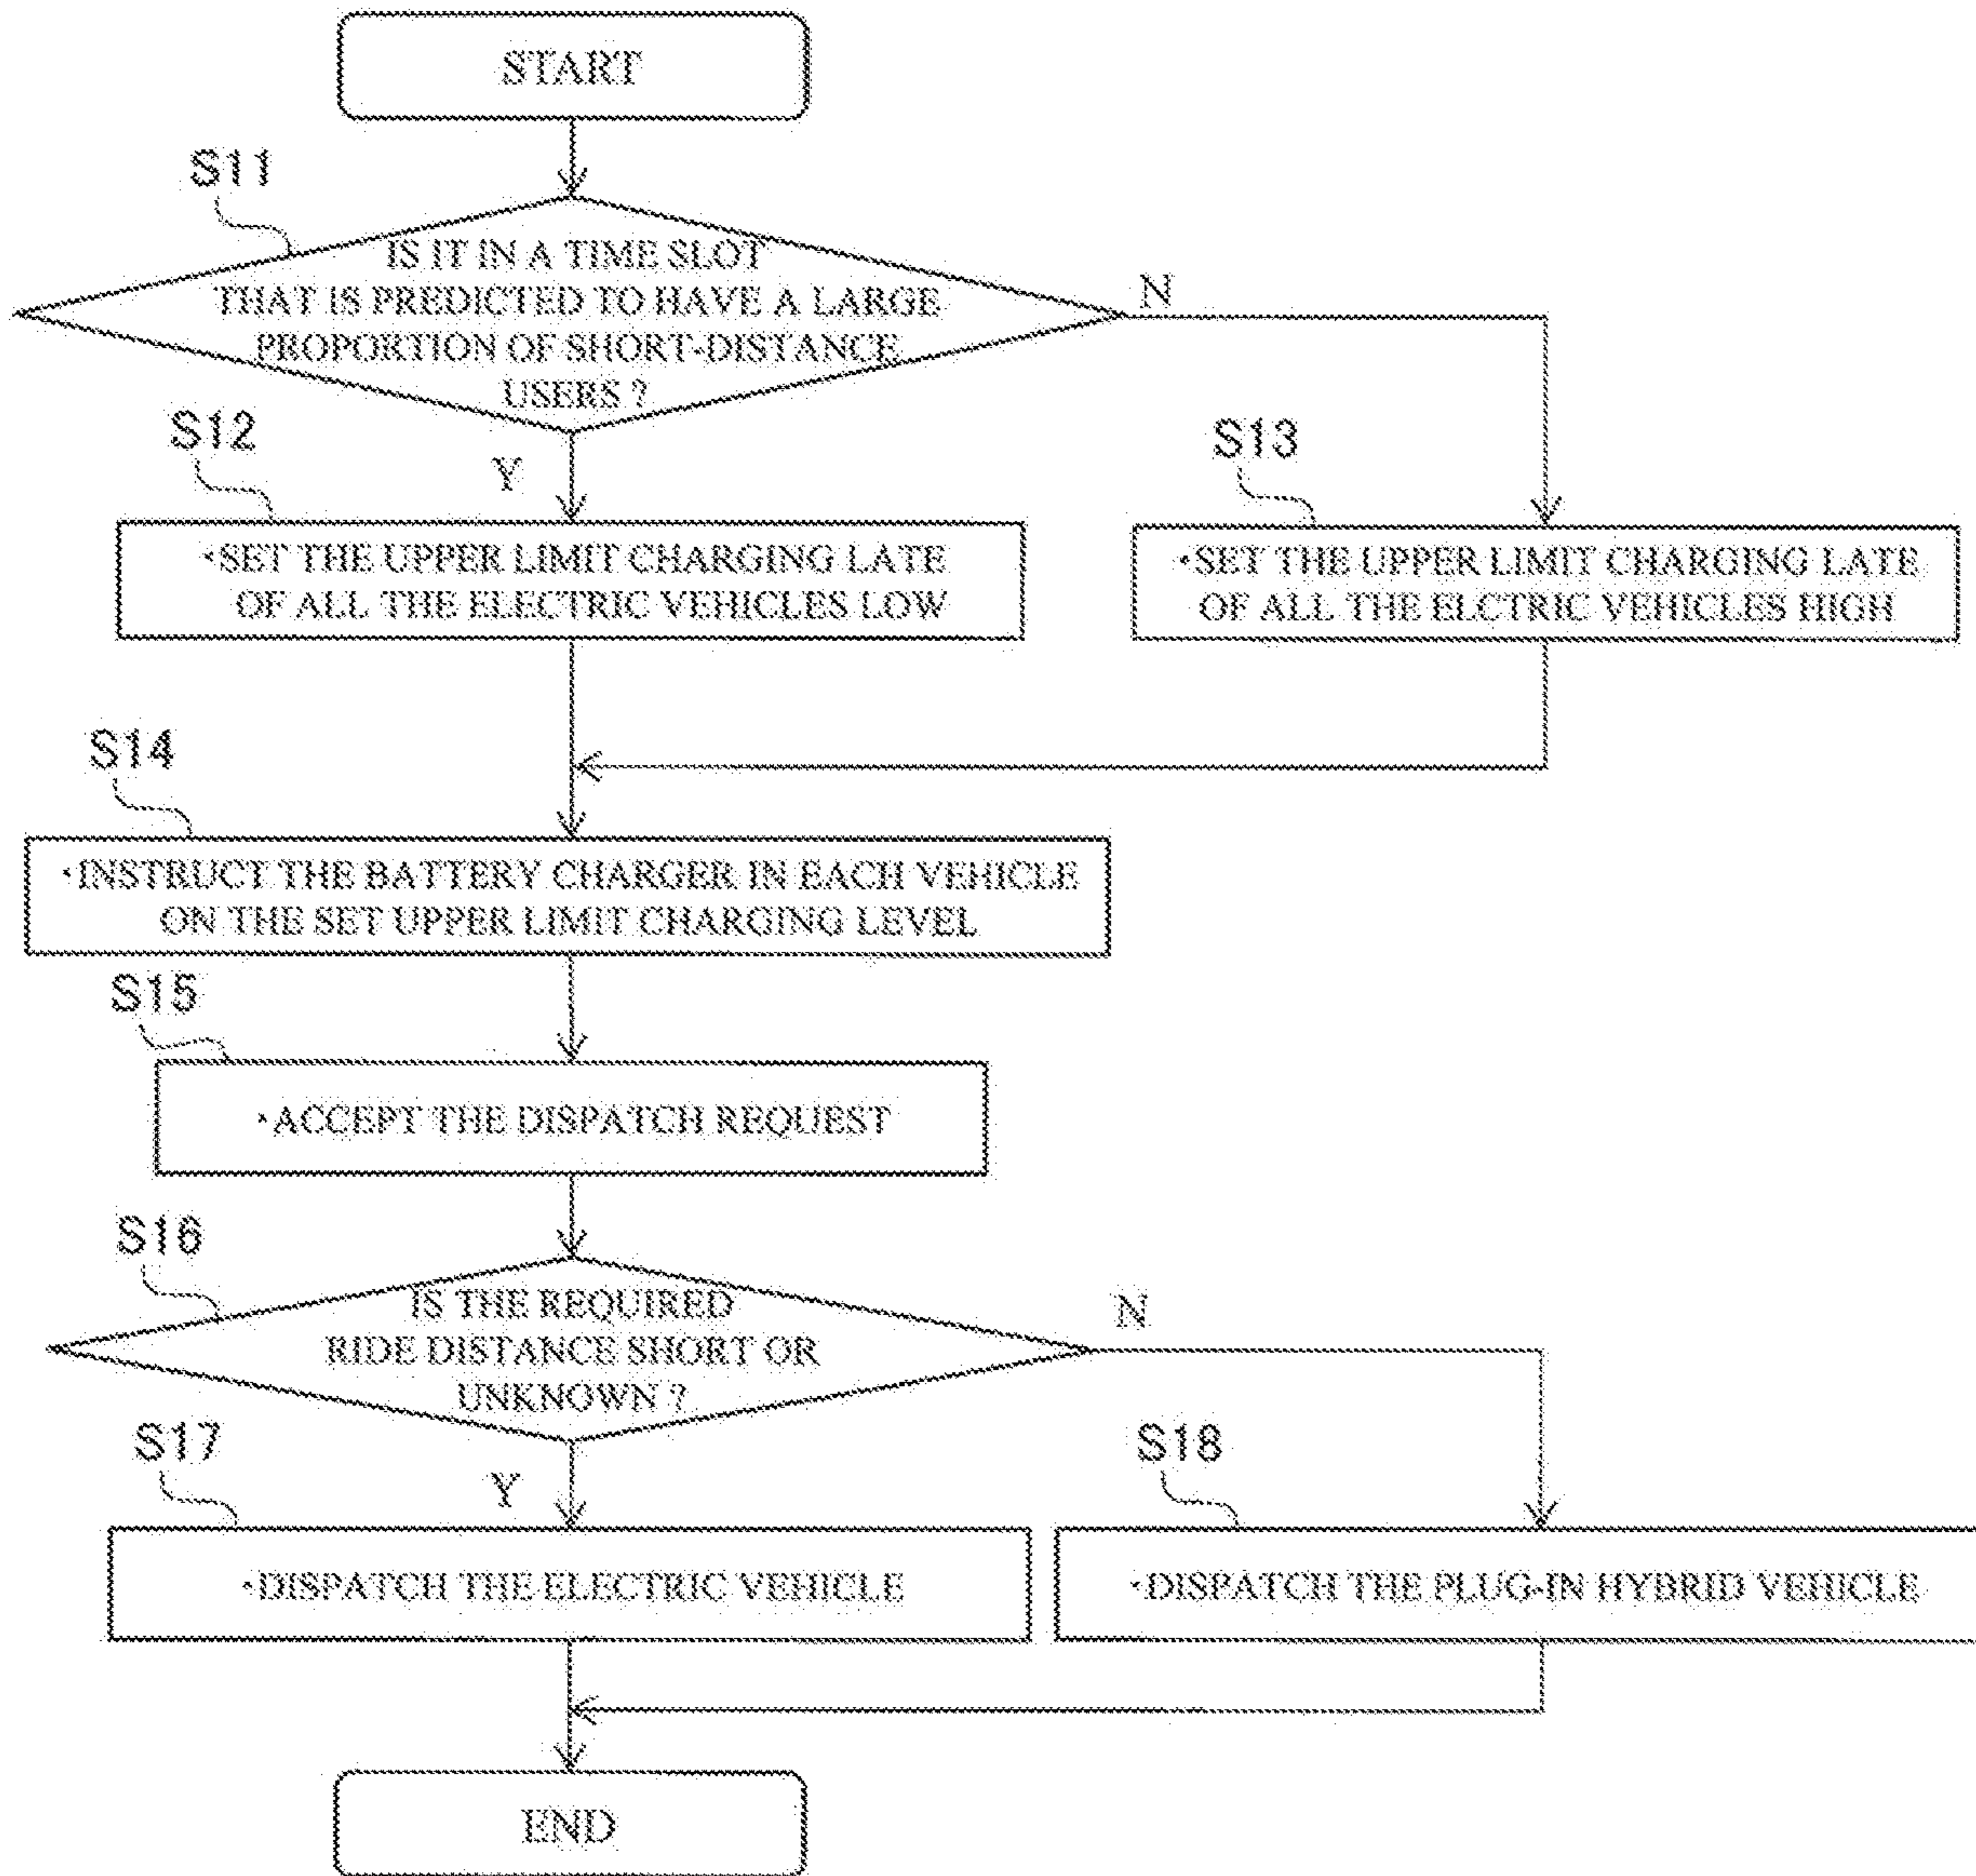 START
S11
IS IT IN A TIME SLOT
THAT IS PREDICTED TO HAVE A LARGE
PROPORTION OF SHORT-DISTANCE
USERS ?
N
S12
Y
S13
•SET THE UPPER LIMIT CHARGING LATE
OF ALL THE ELECTRIC VEHICLES LOW
•SET THE UPPER LIMIT CHARGING LATE
OF ALL THE ELCTRIC VEHICLES HIGH
S14
•INSTRUCT THE BATTERY CHARGER IN EACH VEHICLE
ON THE SET UPPER LIMIT CHARGING LEVEL
S15
•ACCEPT THE DISPATCH REQUEST
S16
IS THE REQUIRED
RIDE DISTANCE SHORT OR
UNKNOWN ?
N
S17
Y
S18
•DISPATCH THE ELECTRIC VEHICLE
•DISPATCH THE PLUG-IN HYBRID VEHICLE
END